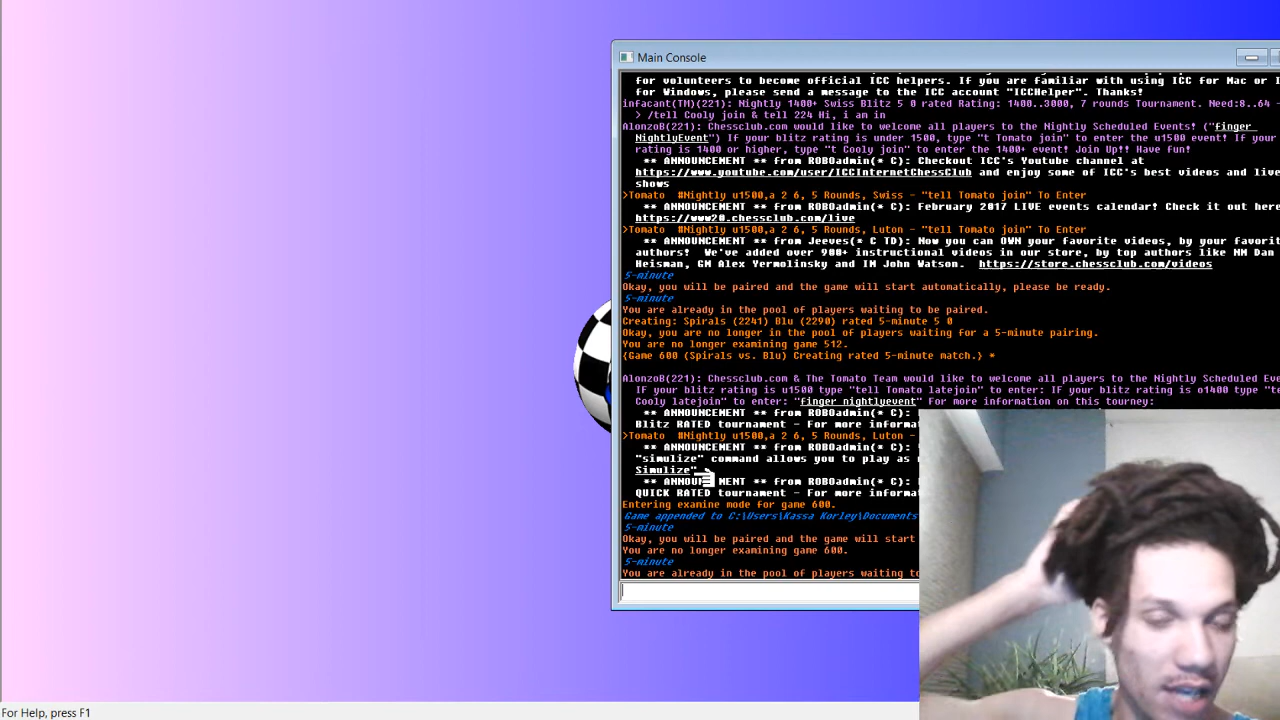 Main Console
for volunteers to become official ICC helpers. If you are familiar with using ICC for Mac or I
for Windows, please send a message to the ICC account "ICCHelper". Thanks!
infacant(TM)(221): Nightly 1400+ Swiss Blitz 5 0 rated Rating: 1400..3000, 7 rounds Tournament. Need:8..64 -
> /tell Cooly join & tell 224 Hi, i am in
AlonzoB(221): Chessclub.com would like to welcome all players to the Nightly Scheduled Events! ("finger
NightlyEvent") If your blitz rating is under 1500, type "t Tomato join" to enter the u1500 event! If your
rating is 1400 or higher, type "t Cooly join" to enter the 1400+ event! Join Up!! Have fun!
** ANNOUNCEMENT ** from ROBOadmin(* C): Checkout ICC's Youtube channel at
https://www.youtube.com/user/ICCInternetChessClub and enjoy some of ICC's best videos and live
shows
>Tomato #Nightly u1500,a 2 6, 5 Rounds, Swiss - "tell Tomato join" To Enter
** ANNOUNCEMENT ** from ROBOadmin(* C): February 2017 LIVE events calendar! Check it out here
https://www20.chessclub.com/live
>Tomato #Nightly u1500,a 2 6, 5 Rounds, Luton - "tell Tomato join" To Enter
** ANNOUNCEMENT ** from Jeeves(* C TD): Now you can OWN your favorite videos, by your favorit
authors! We've added over 900+ instructional videos in our store, by top authors like NM Dan
Heisman, GM Alex Yermolinsky and IM John Watson. https://store.chessclub.com/videos
5-minute
Okay, you will be paired and the game will start automatically, please be ready.
5-minute
You are already in the pool of players waiting to be paired.
Creating: Spirals (2241) Blu (2290) rated 5-minute 5 0
Okay, you are no longer in the pool of players waiting for a 5-minute pairing.
You are no longer examining game 512.
{Game 600 (Spirals vs. Blu) Creating rated 5-minute match.} *
AlonzoB(221): Chessclub.com & The Tomato Team would like to welcome all players to the Nightly Scheduled Eve
IF your blitz rating is u1500 type "tell Tomato latejoin" to enter: IF your blitz rating is o1400 type "te
Cooly latejoin" to enter: "finger nightlyevent" For more information on this tourney:
** ANNOUNCEMENT ** from ROBOadmin(* C):
Blitz RATED tournament - For more informat
>Tomato #Nightly u1500,a 2 6, 5 Rounds, Luton -
** ANNOUNCEMENT ** from ROBOadmin(* C):
"simulize" command allows you to play as
Simulize"
** ANNOUNCEMENT ** from ROBOadmin(* C):
QUICK RATED tournament - For more informat
Entering examine mode for game 600.
Game appended to C:\Users\Kassa Korley\Documents
5-minute
Okay, you will be paired and the game will start
You are no longer examining game 600.
5-minute
You are already in the pool of players waiting to
For Help, press F1